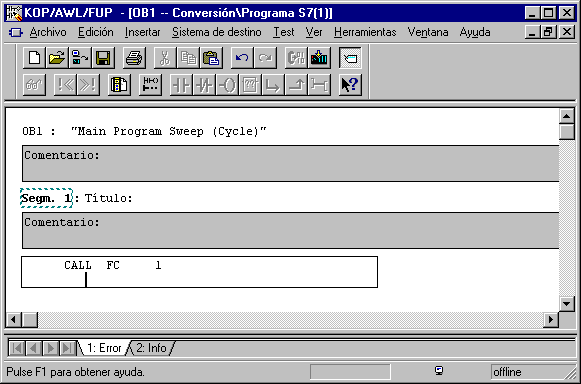 KOP/AWL/FUP - [OB1 -- Conversión\Programa S7(1)]
Archivo Edición Insertar Sistema de destino Test Ver Herramientas Ventana Ayuda
OB1 : "Main Program Sweep (Cycle)"
Comentario:
Segm. 1: Título:
Comentario:
CALL FC 1
1: Error 2: Info
Pulse F1 para obtener ayuda. offline